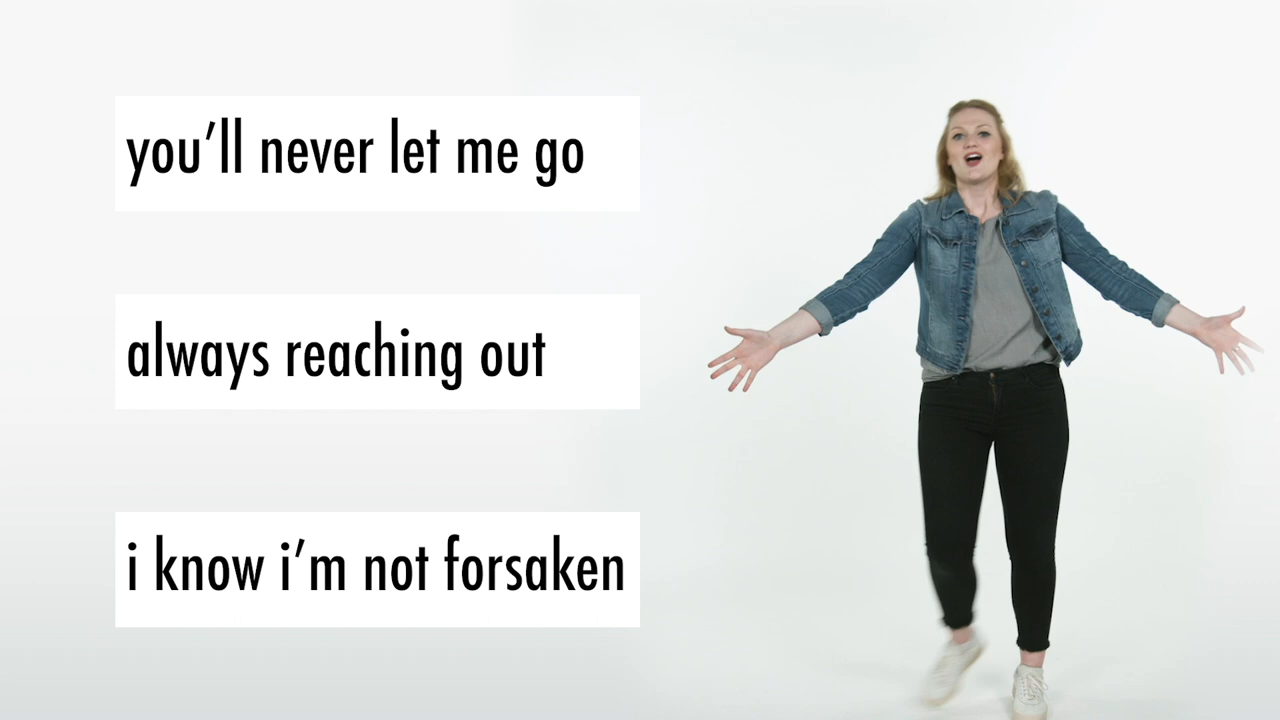 you’ll never let me go
always reaching out
i know i’m not forsaken